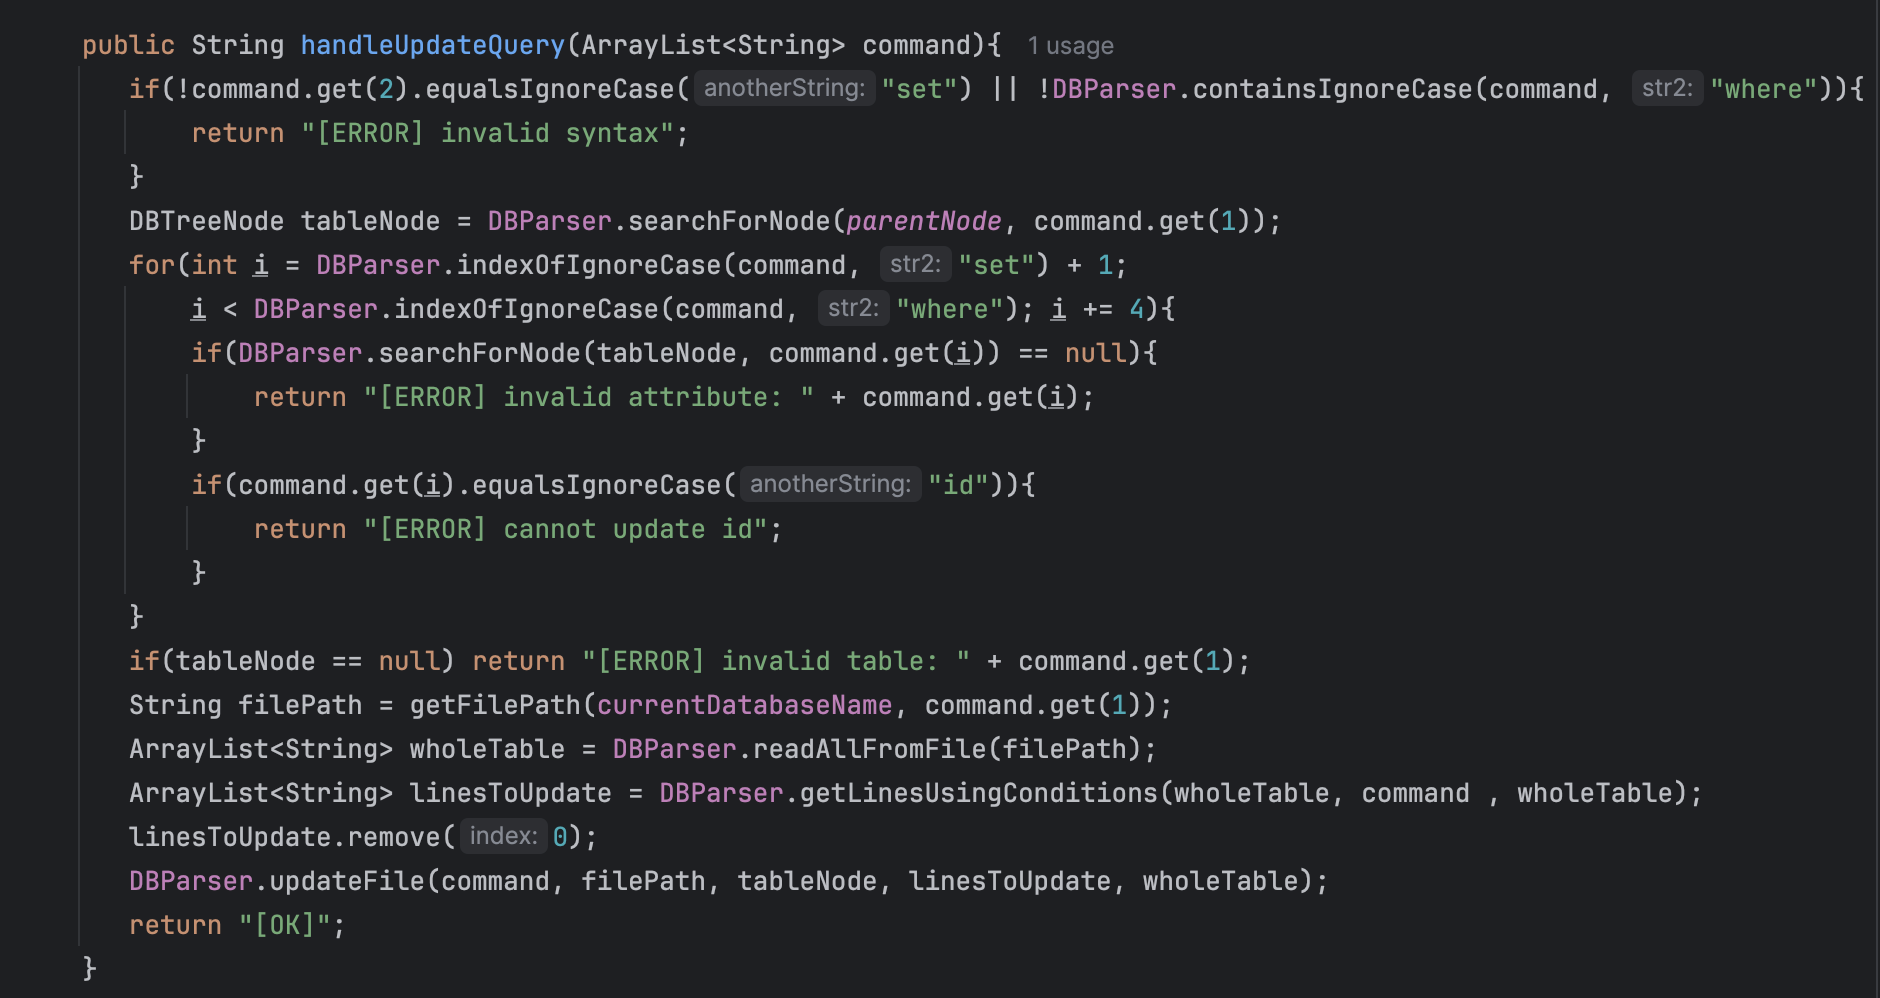 public String handleUpdateQuery(ArrayList<String> command){ 1 usage
if(!command.get(2).equalsIgnoreCase( anotherString: "set") || !DBParser.containsIgnoreCase(command, str2: "where")){
return "[ERROR] invalid syntax";
}
DBTreeNode tableNode = DBParser.searchForNode(parentNode, command.get(1));
for(int i = DBParser.indexOfIgnoreCase(command, str2: "set") + 1;
i < DBParser.indexOfIgnoreCase(command, str2: "where"); i += 4){
if(DBParser.searchForNode(tableNode, command.get(i)) == null){
return "[ERROR] invalid attribute: " + command.get(i);
}
if(command.get(i).equalsIgnoreCase( anotherString: "id")){
return "[ERROR] cannot update id";
}
}
if(tableNode == null) return "[ERROR] invalid table: " + command.get(1);
String filePath = getFilePath(currentDatabaseName, command.get(1));
ArrayList<String> wholeTable = DBParser.readAllFromFile(filePath);
ArrayList<String> linesToUpdate = DBParser.getLinesUsingConditions(wholeTable, command , wholeTable);
linesToUpdate.remove( index: 0);
DBParser.updateFile(command, filePath, tableNode, linesToUpdate, wholeTable);
return "[OK]";
}